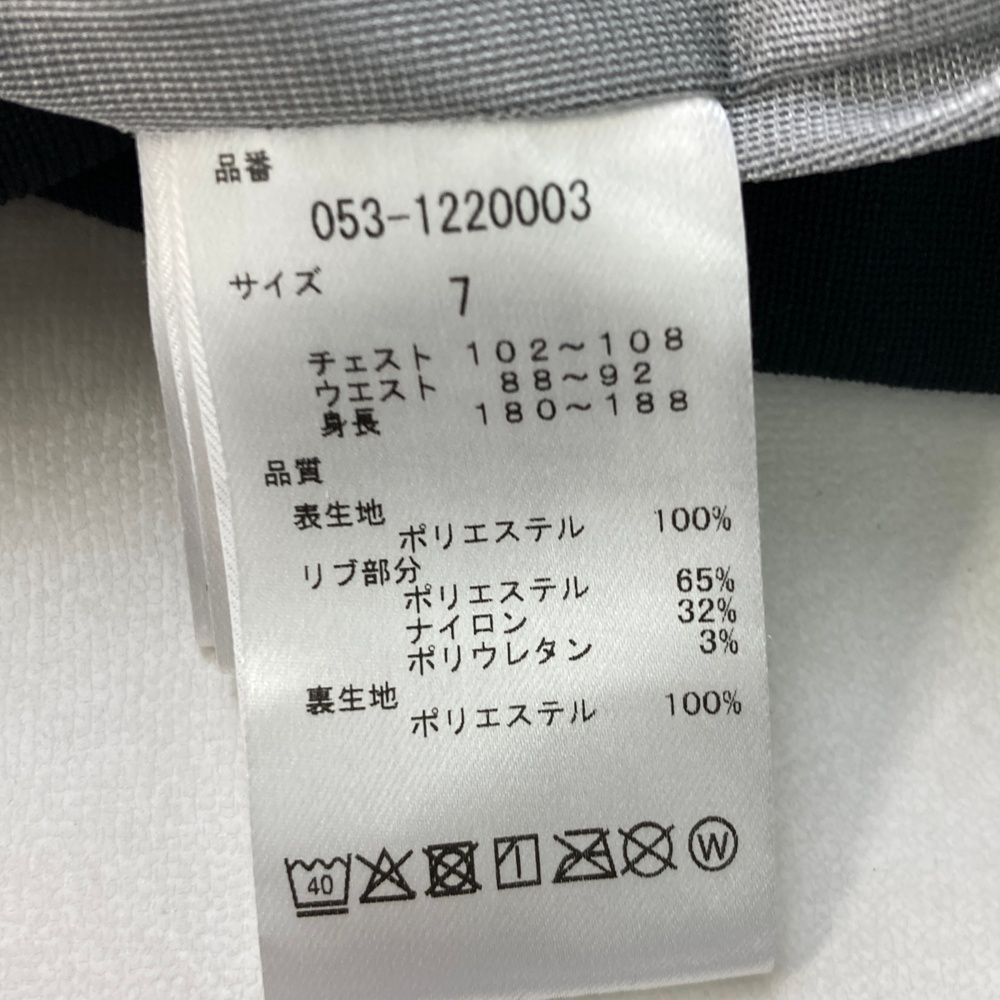 品番
053-1220003
サイズ 7
チェスト 102～108
ウエスト 88～92
身長 180～188
品質
表生地
ポリエステル 100%
リブ部分
ポリエステル 65%
ナイロン 32%
ポリウレタン 3%
裏生地
ポリエステル 100%
40 W